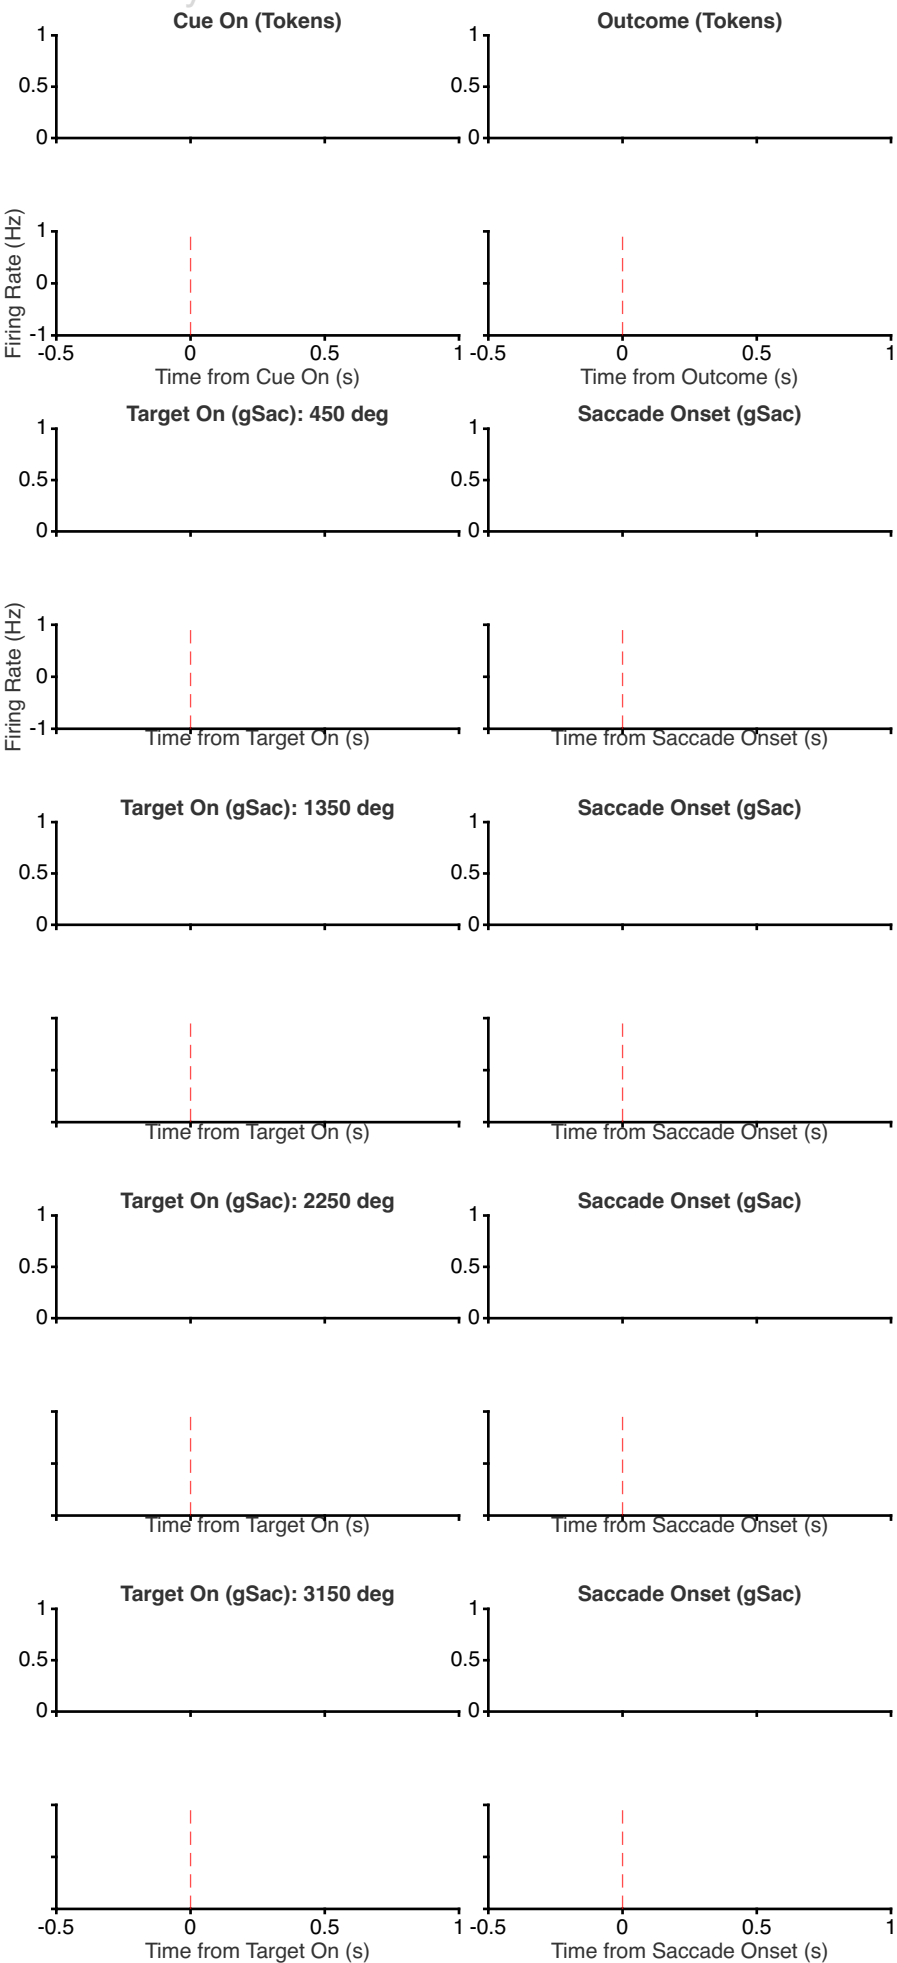 Cue On (Tokens) Outcome (Tokens)
1 1
0.5 0.5
0 0
Firing Rate (Hz)
1
0
-1
-0.5 0 0.5 1 -0.5 0 0.5 1
Time from Cue On (s) Time from Outcome (s)
Target On (gSac): 450 deg Saccade Onset (gSac)
1 1
0.5 0.5
0 0
Firing Rate (Hz)
1
0
-1
Time from Target On (s) Time from Saccade Onset (s)
Target On (gSac): 1350 deg Saccade Onset (gSac)
1 1
0.5 0.5
0 0
Time from Target On (s) Time from Saccade Onset (s)
Target On (gSac): 2250 deg Saccade Onset (gSac)
1 1
0.5 0.5
0 0
Time from Target On (s) Time from Saccade Onset (s)
Target On (gSac): 3150 deg Saccade Onset (gSac)
1 1
0.5 0.5
0 0
-0.5 0 0.5 1 -0.5 0 0.5 1
Time from Target On (s) Time from Saccade Onset (s)